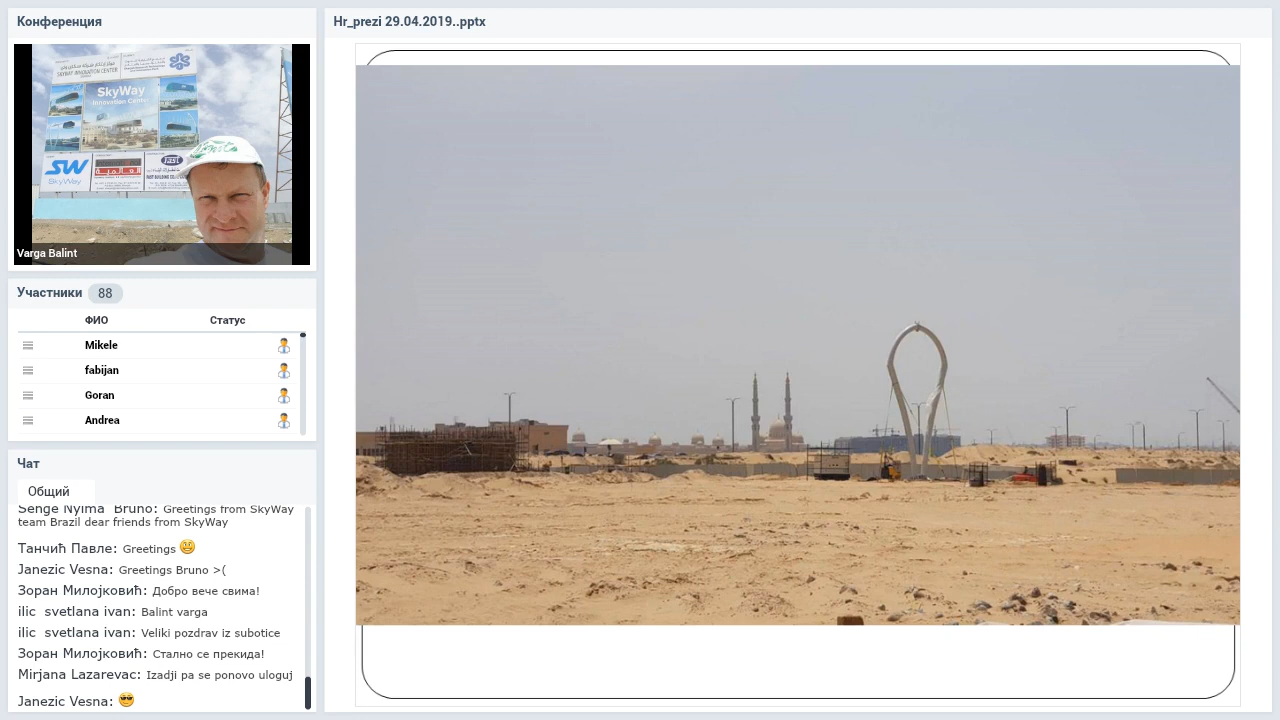 Конференция
SKYWAY INNOVATION CENTER
SkyWay
Innovation Center
SW
SkyWay
Varga Balint
Участники 88
ФИО Статус
Mikele
fabijan
Goran
Andrea
Чат
Общий
Senge Nyima Bruno: Greetings from SkyWay
team Brazil dear friends from SkyWay
Танчић Павле: Greetings
Janezic Vesna: Greetings Bruno >(
Зоран Милојковић: Добро вече свима!
ilic svetlana ivan: Balint varga
ilic svetlana ivan: Veliki pozdrav iz subotice
Зоран Милојковић: Стално се прекида!
Mirjana Lazarevac: Izadji pa se ponovo uloguj
Janezic Vesna:
Hr_prezi 29.04.2019..pptx